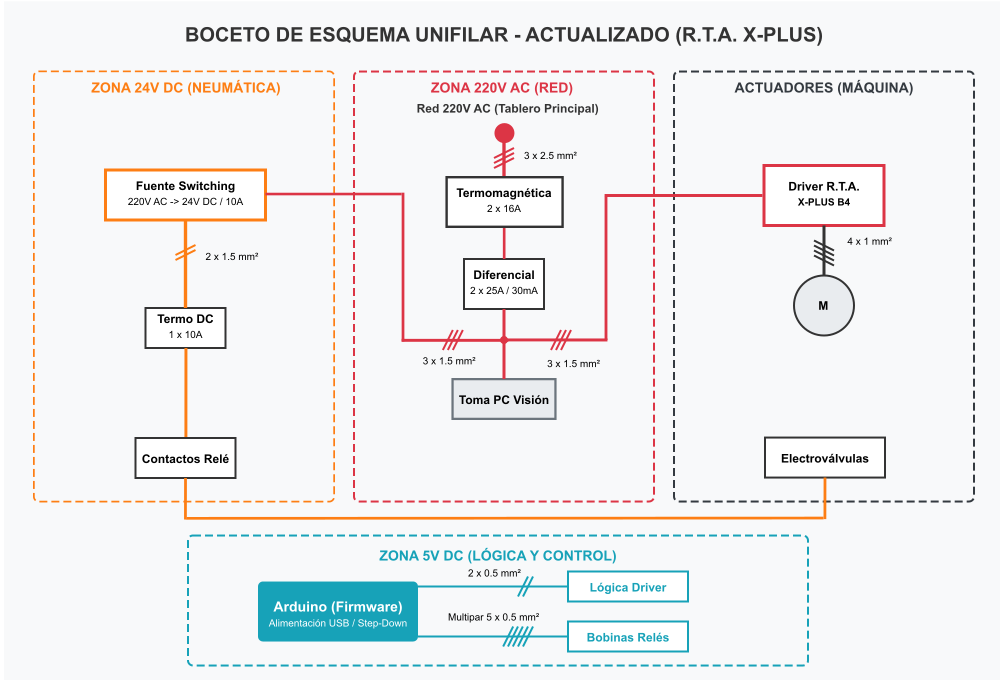 BOCETO DE ESQUEMA UNIFILAR - ACTUALIZADO (R.T.A. X-PLUS)
ZONA 24V DC (NEUMÁTICA)
Fuente Switching
220V AC -> 24V DC / 10A
2 x 1.5 mm²
Termo DC
1 x 10A
Contactos Relé
ZONA 220V AC (RED)
Red 220V AC (Tablero Principal)
3 x 2.5 mm²
Termomagnética
2 x 16A
Diferencial
2 x 25A / 30mA
3 x 1.5 mm²
3 x 1.5 mm²
Toma PC Visión
ACTUADORES (MÁQUINA)
Driver R.T.A.
X-PLUS B4
4 x 1 mm²
M
Electroválvulas
ZONA 5V DC (LÓGICA Y CONTROL)
Arduino (Firmware)
Alimentación USB / Step-Down
2 x 0.5 mm²
Lógica Driver
Multipar 5 x 0.5 mm²
Bobinas Relés